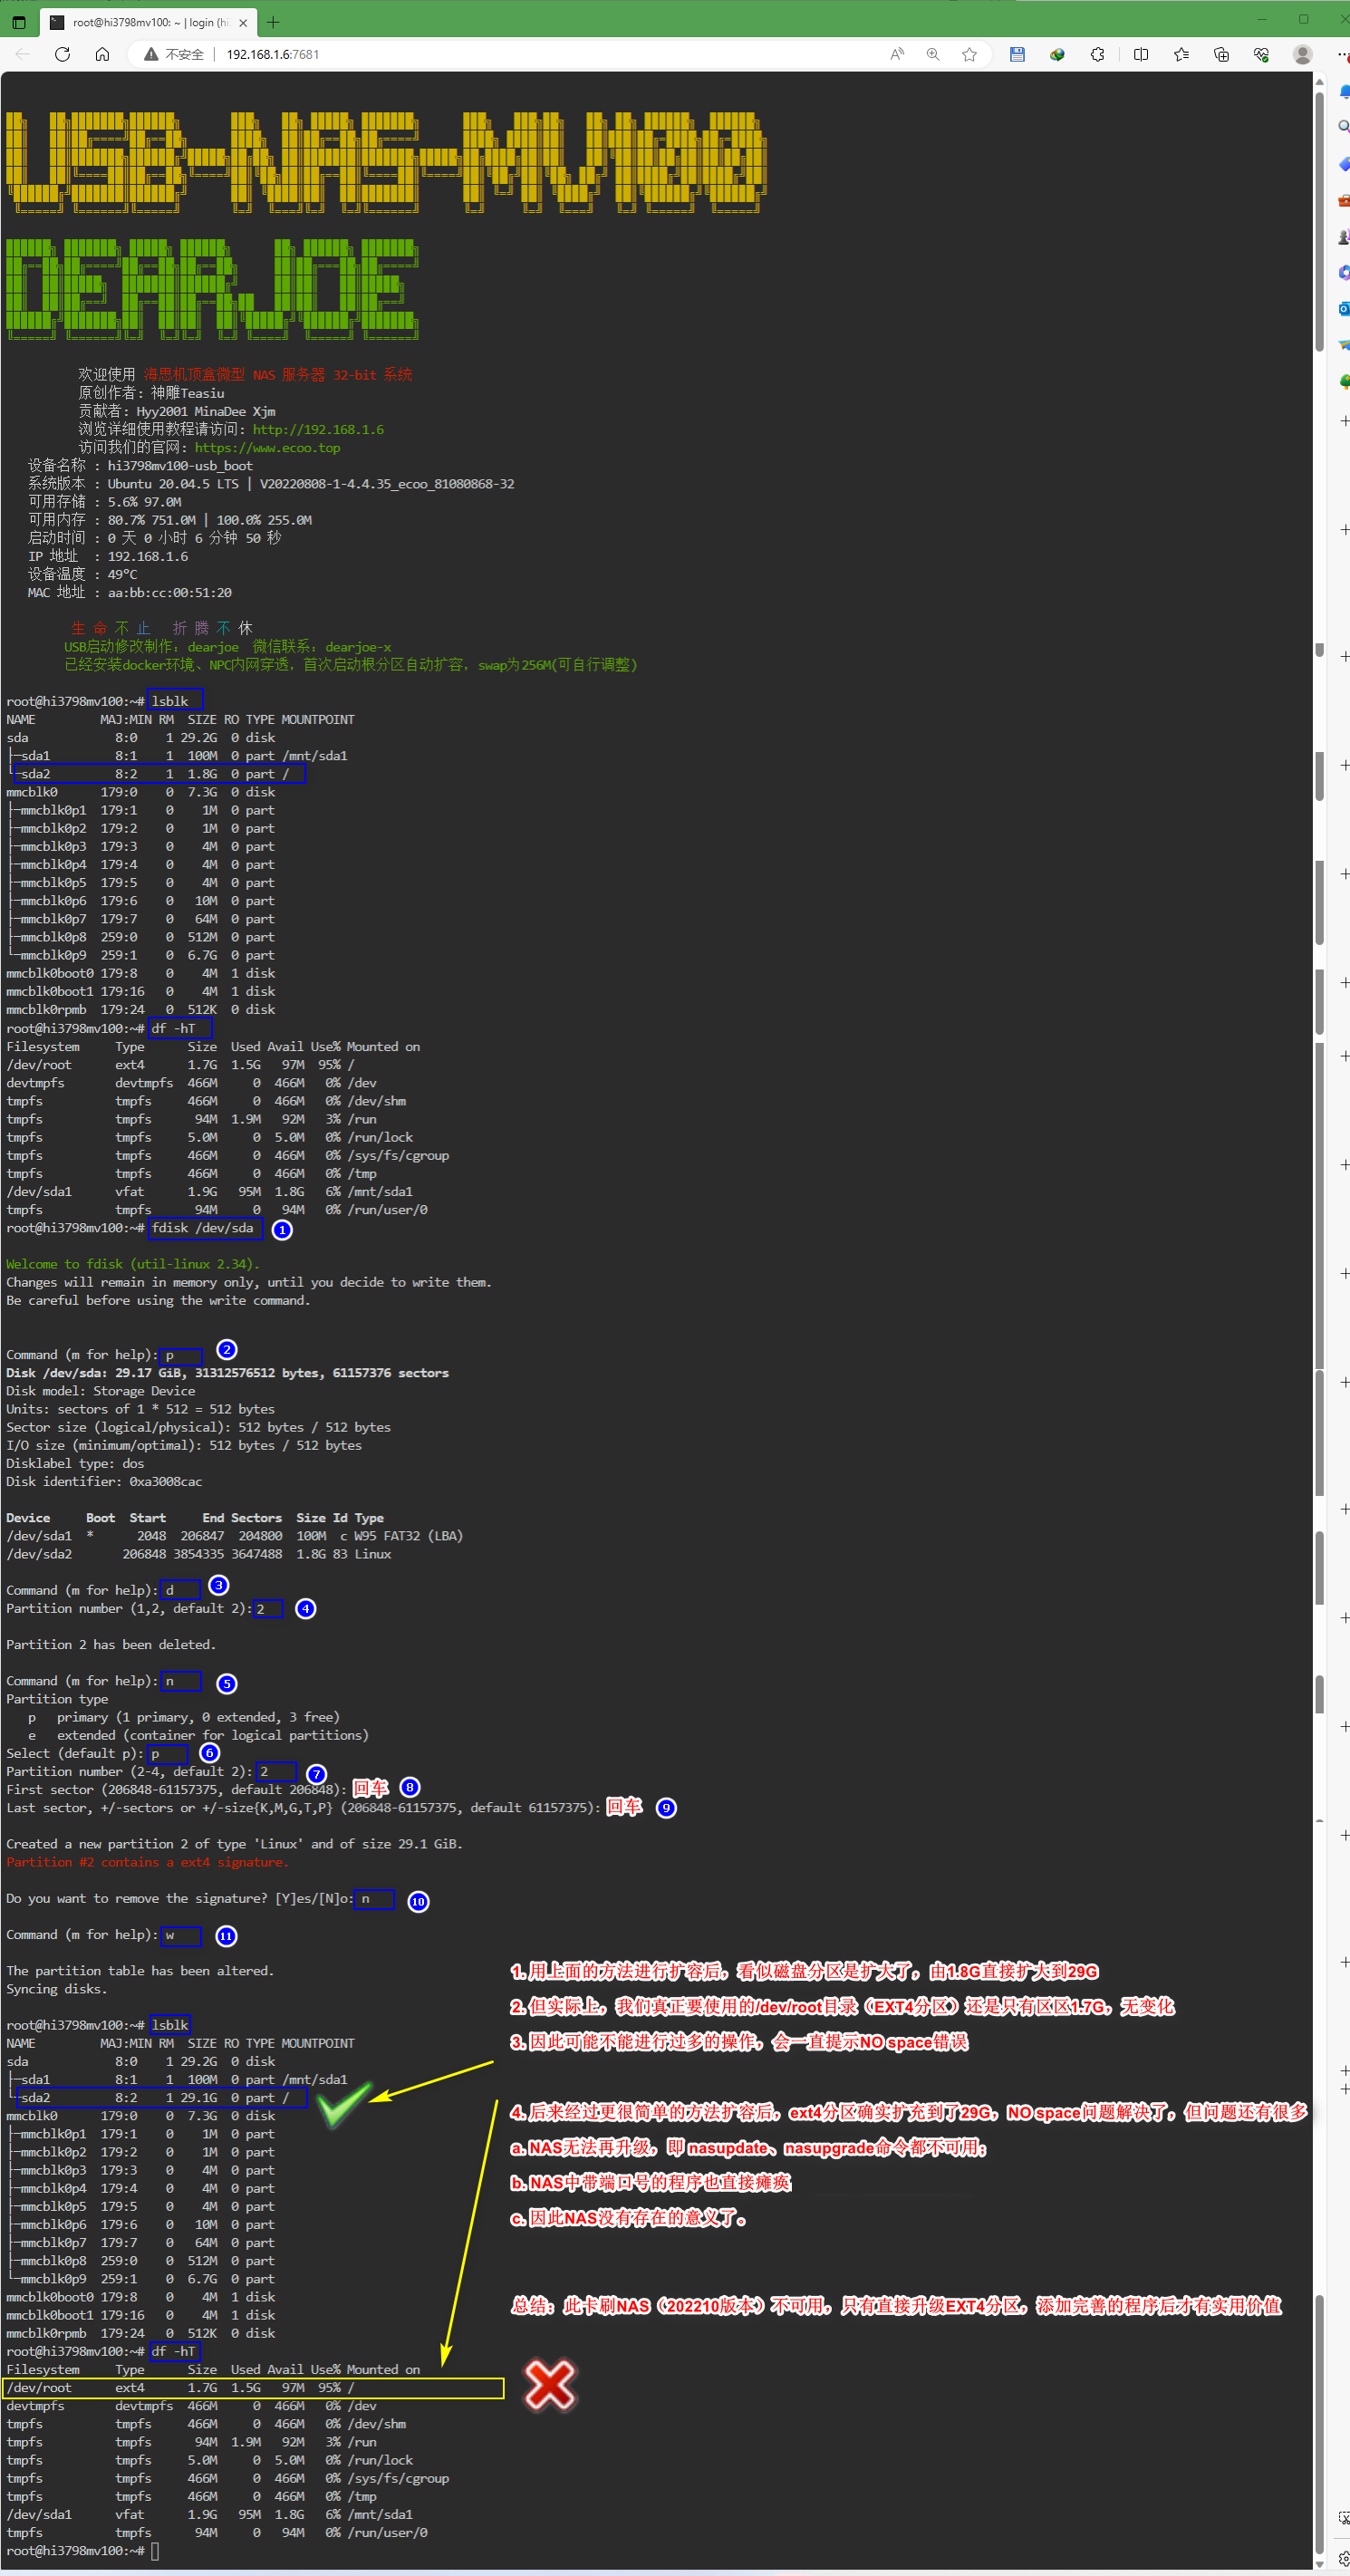 root@hi3798mv100: ~ | login (hi
不安全 | 192.168.1.6:7681
USB-NAS-MV100
DEARJOE
欢迎使用 海思机顶盒微型 NAS 服务器 32-bit 系统
原创作者: 神雕Teasiu
贡献者: Hyy2001 MinaDee Xjm
浏览详细使用教程请访问: http://192.168.1.6
访问我们的官网: https://www.ecoo.top
设备名称 : hi3798mv100-usb_boot
系统版本 : Ubuntu 20.04.5 LTS | V20220808-1-4.4.35_ecoo_81080868-32
可用存储 : 5.6% 97.0M
可用内存 : 80.7% 751.0M | 100.0% 255.0M
启动时间 : 0 天 0 小时 6 分钟 50 秒
IP 地址  : 192.168.1.6
设备温度 : 49°C
MAC 地址 : aa:bb:cc:00:51:20
生 命 不 止  折 腾 不 休
USB启动修改制作: dearjoe  微信联系: dearjoe-x
已经安装docker环境、NPC内网穿透, 首次启动根分区自动扩容, swap为256M(可自行调整)
root@hi3798mv100:~# lsblk
NAME         MAJ:MIN RM  SIZE RO TYPE MOUNTPOINT
sda            8:0    1 29.2G  0 disk
├─sda1         8:1    1  100M  0 part /mnt/sda1
└─sda2         8:2    1  1.8G  0 part /
mmcblk0      179:0    0  7.3G  0 disk
├─mmcblk0p1  179:1    0    1M  0 part
├─mmcblk0p2  179:2    0    1M  0 part
├─mmcblk0p3  179:3    0    4M  0 part
├─mmcblk0p4  179:4    0    4M  0 part
├─mmcblk0p5  179:5    0    4M  0 part
├─mmcblk0p6  179:6    0   10M  0 part
├─mmcblk0p7  179:7    0   64M  0 part
├─mmcblk0p8  259:0    0  512M  0 part
└─mmcblk0p9  259:1    0  6.7G  0 part
mmcblk0boot0 179:8    0    4M  1 disk
mmcblk0boot1 179:16   0    4M  1 disk
mmcblk0rpmb  179:24   0  512K  0 disk
root@hi3798mv100:~# df -hT
Filesystem     Type      Size  Used Avail Use% Mounted on
/dev/root      ext4      1.7G  1.5G   97M  95% /
devtmpfs       devtmpfs  466M     0  466M   0% /dev
tmpfs          tmpfs     466M     0  466M   0% /dev/shm
tmpfs          tmpfs      94M  1.9M   92M   3% /run
tmpfs          tmpfs     5.0M     0  5.0M   0% /run/lock
tmpfs          tmpfs     466M     0  466M   0% /sys/fs/cgroup
tmpfs          tmpfs     466M     0  466M   0% /tmp
/dev/sda1      vfat      1.9G   95M  1.8G   6% /mnt/sda1
tmpfs          tmpfs      94M     0   94M   0% /run/user/0
root@hi3798mv100:~# fdisk /dev/sda 1
Welcome to fdisk (util-linux 2.34).
Changes will remain in memory only, until you decide to write them.
Be careful before using the write command.
Command (m for help): p 2
Disk /dev/sda: 29.17 GiB, 31312576512 bytes, 61157376 sectors
Disk model: Storage Device
Units: sectors of 1 * 512 = 512 bytes
Sector size (logical/physical): 512 bytes / 512 bytes
I/O size (minimum/optimal): 512 bytes / 512 bytes
Disklabel type: dos
Disk identifier: 0xa3008cac
Device     Boot  Start     End Sectors  Size Id Type
/dev/sda1  *      2048  206847  204800  100M  c W95 FAT32 (LBA)
/dev/sda2       206848 3854335 3647488  1.8G 83 Linux
Command (m for help): d 3
Partition number (1,2, default 2): 2 4
Partition 2 has been deleted.
Command (m for help): n 5
Partition type
p   primary (1 primary, 0 extended, 3 free)
e   extended (container for logical partitions)
Select (default p): p 6
Partition number (2-4, default 2): 2 7
First sector (206848-61157375, default 206848): 回车 8
Last sector, +/-sectors or +/-size{K,M,G,T,P} (206848-61157375, default 61157375): 回车 9
Created a new partition 2 of type 'Linux' and of size 29.1 GiB.
Partition #2 contains a ext4 signature.
Do you want to remove the signature? [Y]es/[N]o: n 10
Command (m for help): w 11
The partition table has been altered.
Syncing disks.
1. 用上面的方法进行扩容后，看似磁盘分区是扩大了，由1.8G直接扩大到29G
2. 但实际上，我们真正要使用的/dev/root目录（EXT4分区）还是只有区区1.7G，无变化
3. 因此可能不能进行过多的操作，会一直提示NO space错误
4. 后来经过更很简单的方法扩容后，ext4分区确实扩充到了29G，NO space问题解决了，但问题还有很多
a. NAS无法再升级，即 nasupdate、nasupgrade命令都不可用；
b. NAS中带端口号的程序也直接瘫痪
c. 因此NAS没有存在的意义了。
总结：此卡刷NAS（202210版本）不可用，只有直接升级EXT4分区，添加完善的程序后才有实用价值
root@hi3798mv100:~# lsblk
NAME         MAJ:MIN RM  SIZE RO TYPE MOUNTPOINT
sda            8:0    1 29.2G  0 disk
├─sda1         8:1    1  100M  0 part /mnt/sda1
└─sda2         8:2    1 29.1G  0 part /
mmcblk0      179:0    0  7.3G  0 disk
├─mmcblk0p1  179:1    0    1M  0 part
├─mmcblk0p2  179:2    0    1M  0 part
├─mmcblk0p3  179:3    0    4M  0 part
├─mmcblk0p4  179:4    0    4M  0 part
├─mmcblk0p5  179:5    0    4M  0 part
├─mmcblk0p6  179:6    0   10M  0 part
├─mmcblk0p7  179:7    0   64M  0 part
├─mmcblk0p8  259:0    0  512M  0 part
└─mmcblk0p9  259:1    0  6.7G  0 part
mmcblk0boot0 179:8    0    4M  1 disk
mmcblk0boot1 179:16   0    4M  1 disk
mmcblk0rpmb  179:24   0  512K  0 disk
root@hi3798mv100:~# df -hT
Filesystem     Type      Size  Used Avail Use% Mounted on
/dev/root      ext4      1.7G  1.5G   97M  95% /
devtmpfs       devtmpfs  466M     0  466M   0% /dev
tmpfs          tmpfs     466M     0  466M   0% /dev/shm
tmpfs          tmpfs      94M  1.9M   92M   3% /run
tmpfs          tmpfs     5.0M     0  5.0M   0% /run/lock
tmpfs          tmpfs     466M     0  466M   0% /sys/fs/cgroup
tmpfs          tmpfs     466M     0  466M   0% /tmp
/dev/sda1      vfat      1.9G   95M  1.8G   6% /mnt/sda1
tmpfs          tmpfs      94M     0   94M   0% /run/user/0
root@hi3798mv100:~#